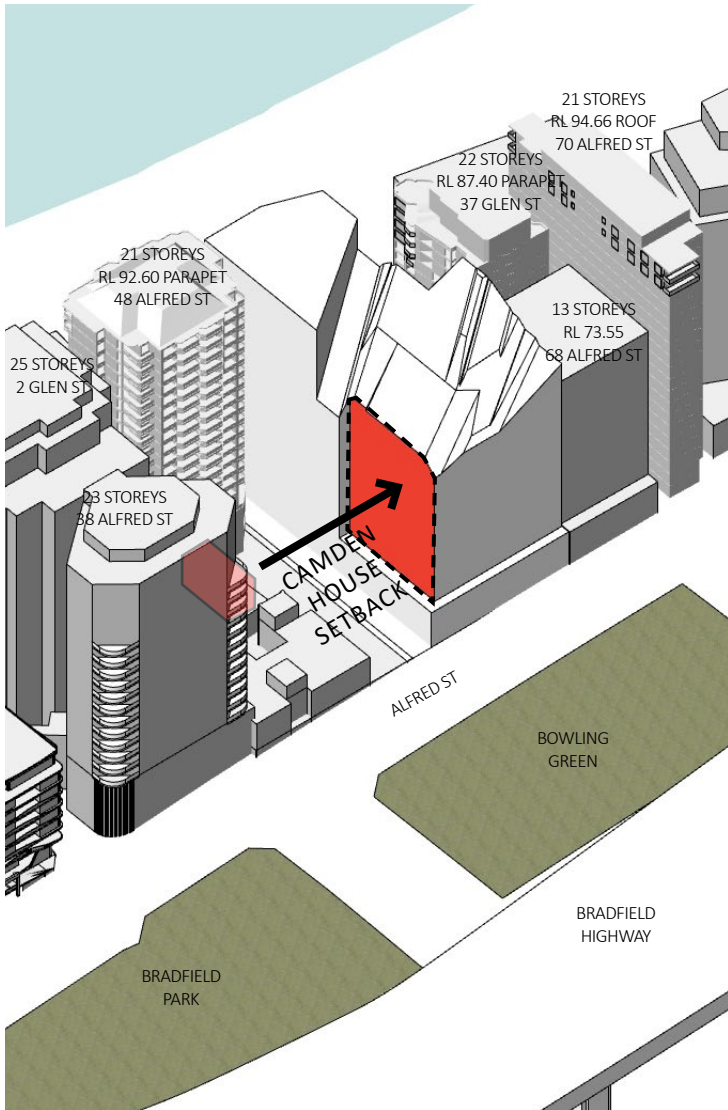 21 STOREYS
RL 94.66 ROOF
70 ALFRED ST
22 STOREYS
RL 87.40 PARAPET
37 GLEN ST
21 STOREYS
RL 92.60 PARAPET
48 ALFRED ST
13 STOREYS
RL 73.55
68 ALFRED ST
25 STOREYS
2 GLEN ST
23 STOREYS
38 ALFRED ST
CAMDEN
HOUSE
SETBACK
ALFRED ST
BOWLING
GREEN
BRADFIELD
HIGHWAY
BRADFIELD
PARK